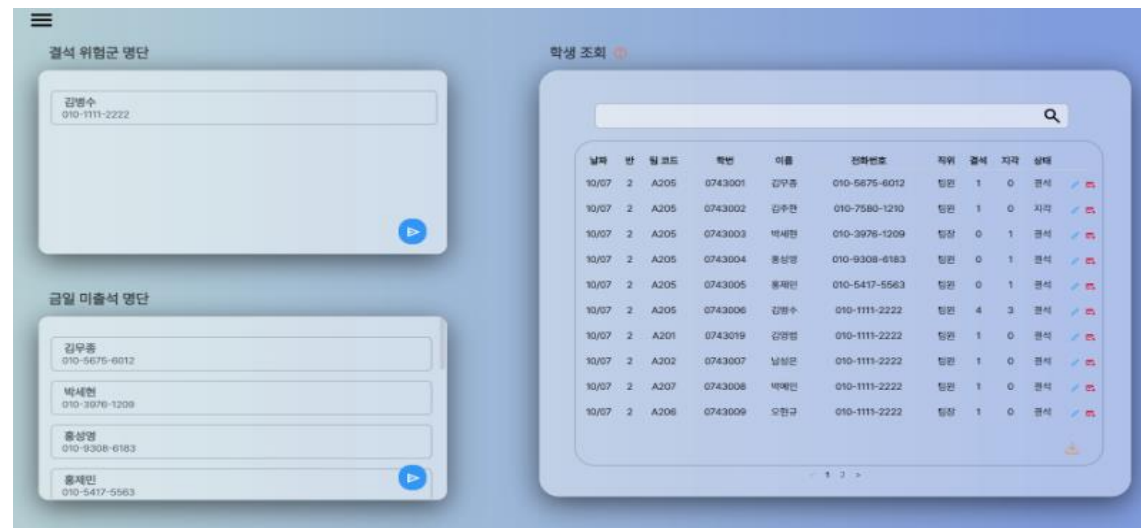 결석 위험군 명단
김병수
010-1111-2222
금일 미출석 명단
김무종
010-5675-6012
박세현
010-3976-1209
홍상영
010-9308-6183
홍제민
010-5417-5563
학생 조회
날짜 반 팀 코드 학번 이름 전화번호 직위 결석 지각 상태
10/07 2 A205 0743001 김무종 010-5675-6012 팀원 1 0 결석
10/07 2 A205 0743002 김주현 010-7580-1210 팀원 1 0 지각
10/07 2 A205 0743003 박세현 010-3976-1209 팀장 0 1 결석
10/07 2 A205 0743004 홍상영 010-9308-6183 팀원 0 1 결석
10/07 2 A205 0743005 홍제민 010-5417-5563 팀원 0 1 결석
10/07 2 A205 0743006 김병수 010-1111-2222 팀원 4 3 결석
10/07 2 A201 0743019 김영범 010-1111-2222 팀원 1 0 결석
10/07 2 A202 0743007 남성은 010-1111-2222 팀원 1 0 결석
10/07 2 A207 0743008 박예인 010-1111-2222 팀원 1 0 결석
10/07 2 A206 0743009 오현규 010-1111-2222 팀장 1 0 결석
< 1 2 >